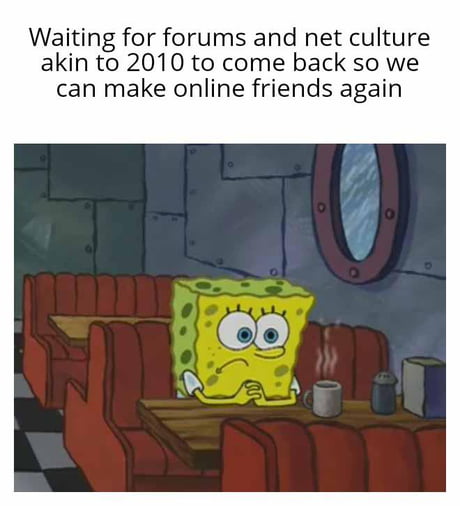 Waiting for forums and net culture
akin to 2010 to come back so we
can make online friends again